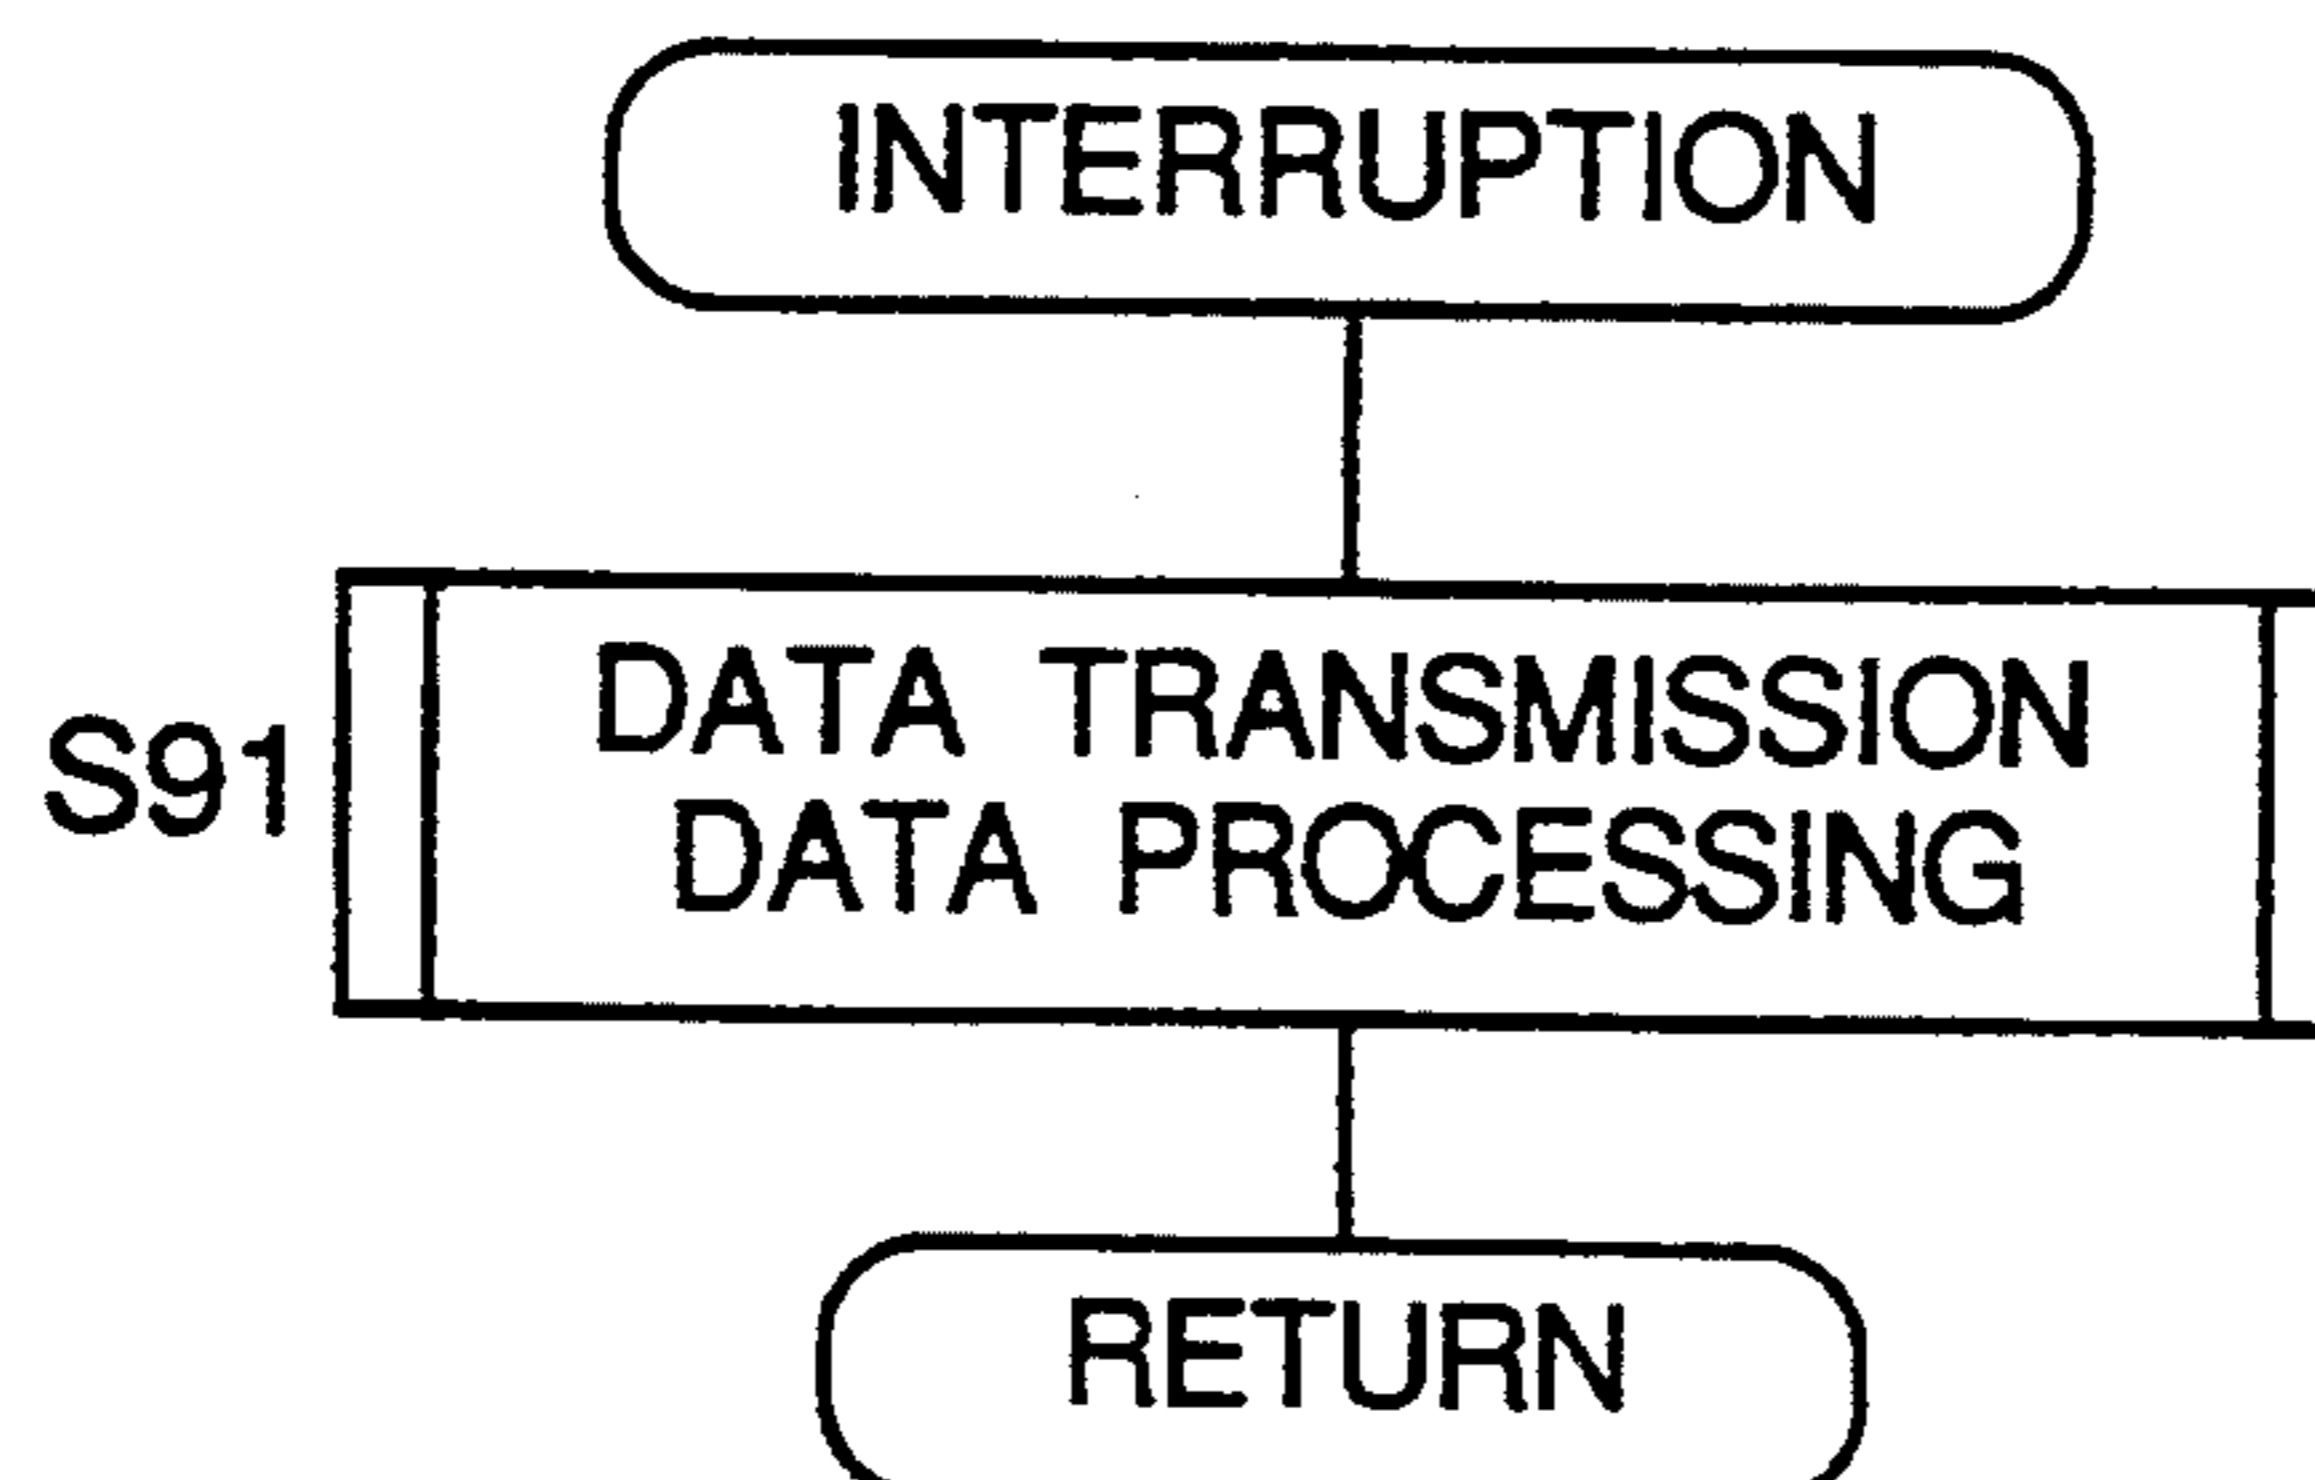 INTERRUPTION
S91
DATA TRANSMISSION
DATA PROCESSING
RETURN